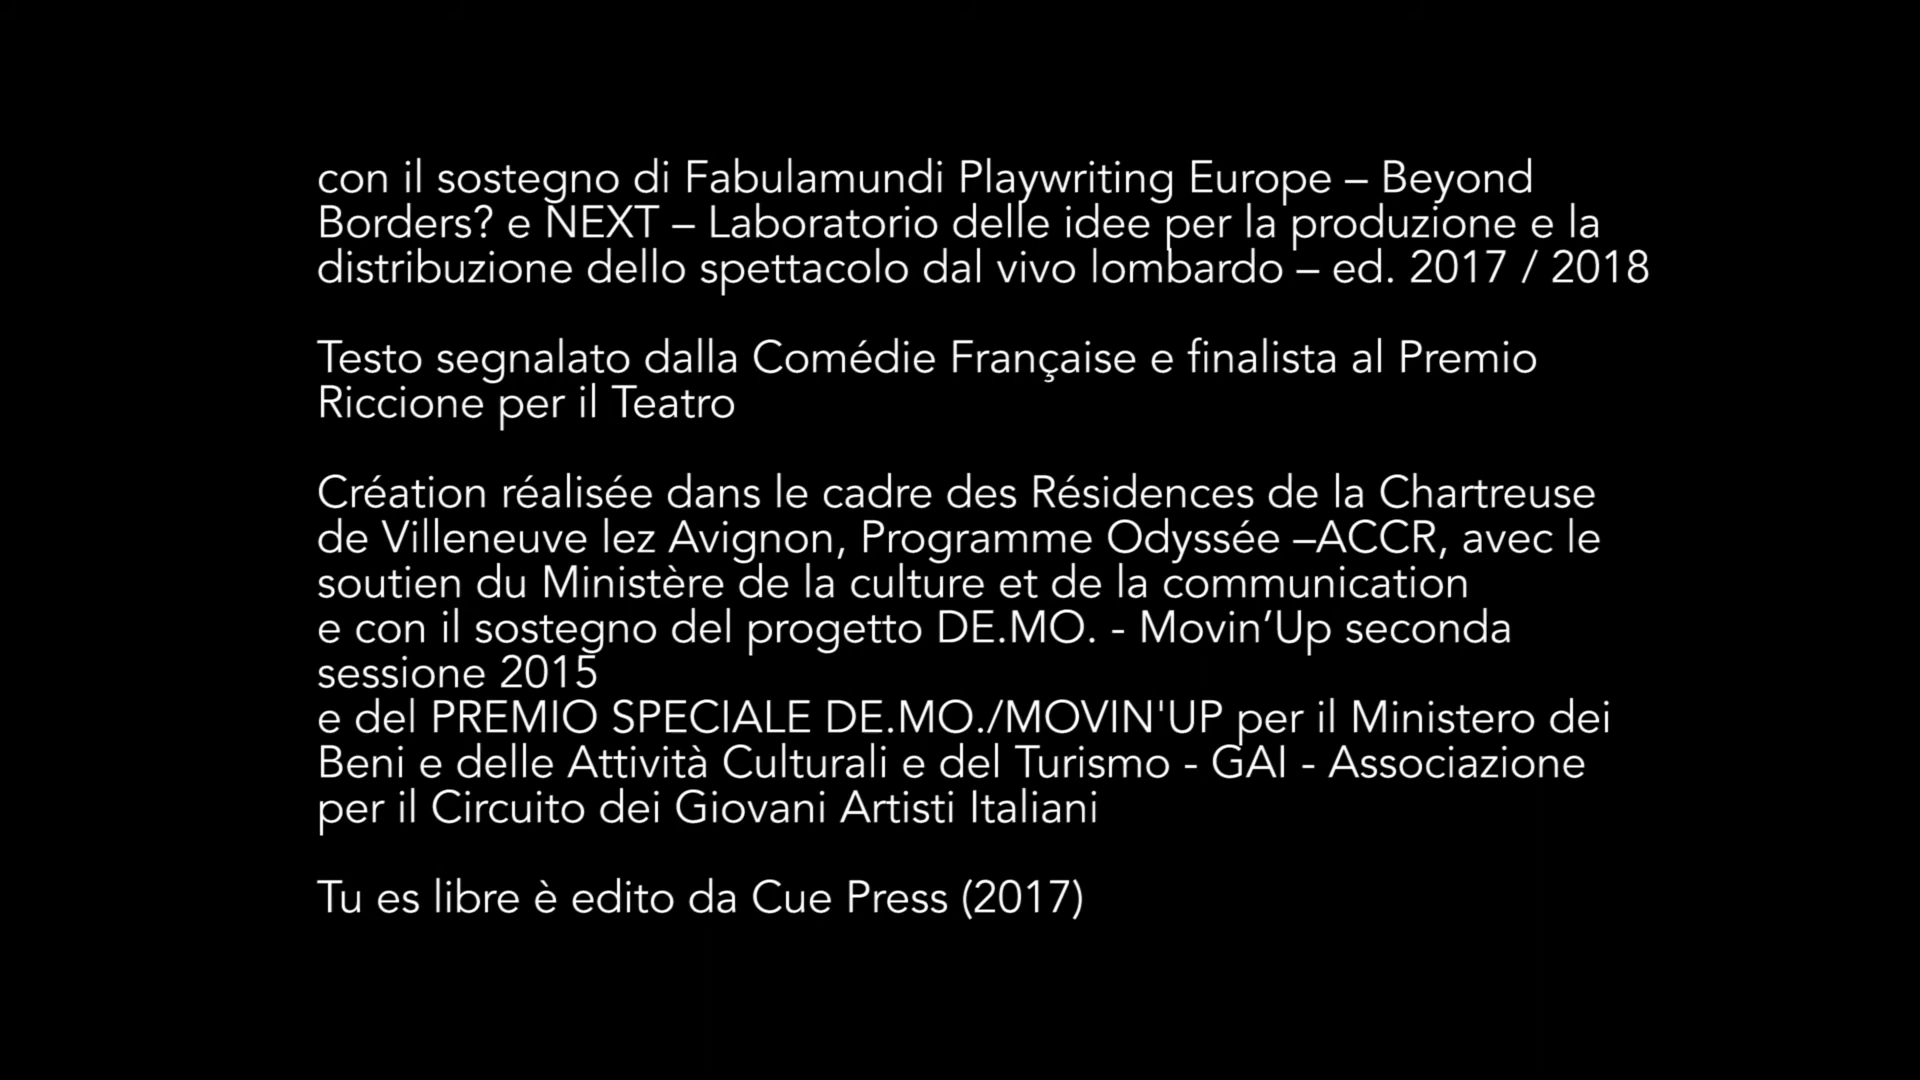 con il sostegno di Fabulamundi Playwriting Europe – Beyond
Borders? e NEXT – Laboratorio delle idee per la produzione e la
distribuzione dello spettacolo dal vivo lombardo – ed. 2017 / 2018
Testo segnalato dalla Comédie Française e finalista al Premio
Riccione per il Teatro
Création réalisée dans le cadre des Résidences de la Chartreuse
de Villeneuve lez Avignon, Programme Odyssée –ACCR, avec le
soutien du Ministère de la culture et de la communication
e con il sostegno del progetto DE.MO. - Movin’Up seconda
sessione 2015
e del PREMIO SPECIALE DE.MO./MOVIN'UP per il Ministero dei
Beni e delle Attività Culturali e del Turismo - GAI - Associazione
per il Circuito dei Giovani Artisti Italiani
Tu es libre è edito da Cue Press (2017)